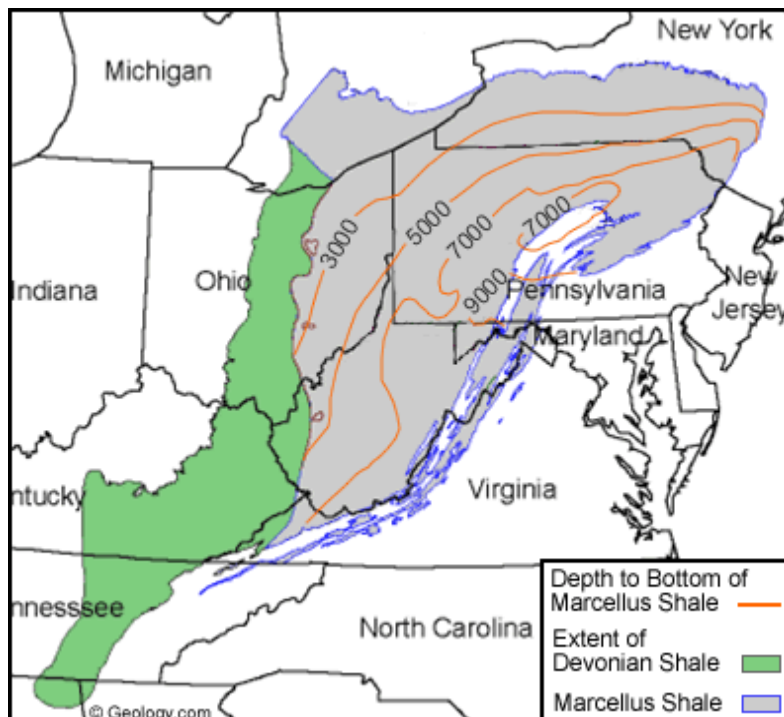 New York
Michigan
3000
5000
7000
7000
9000
Ohio
Indiana
Pennsylvania
New
Jersey
Maryland
Virginia
ntucky
nnesssee
North Carolina
Depth to Bottom of
Marcellus Shale
Extent of
Devonian Shale
Marcellus Shale
© Geology.com